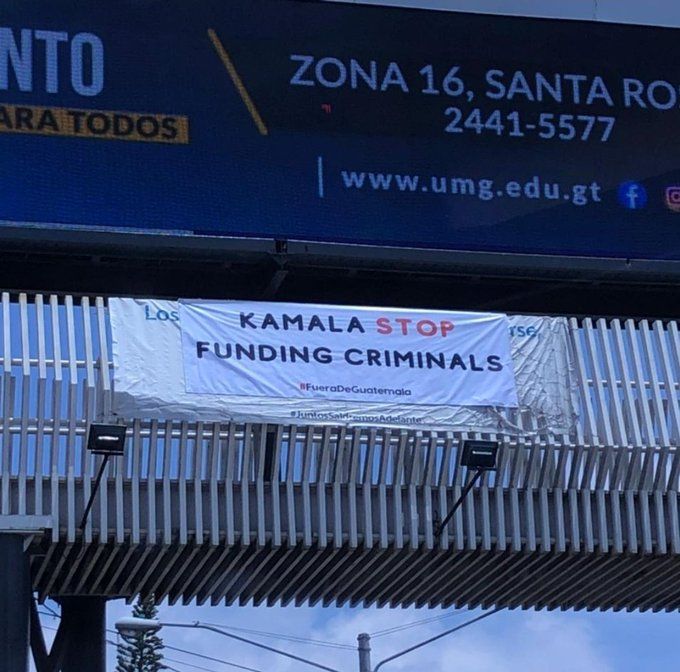 NTO
ARA TODOS
ZONA 16, SANTA RO
2441-5577
www.umg.edu.gt
Los
rse,
KAMALA STOP
FUNDING CRIMINALS
#FueraDeGuatemala
#JuntosSaldremosAdelante